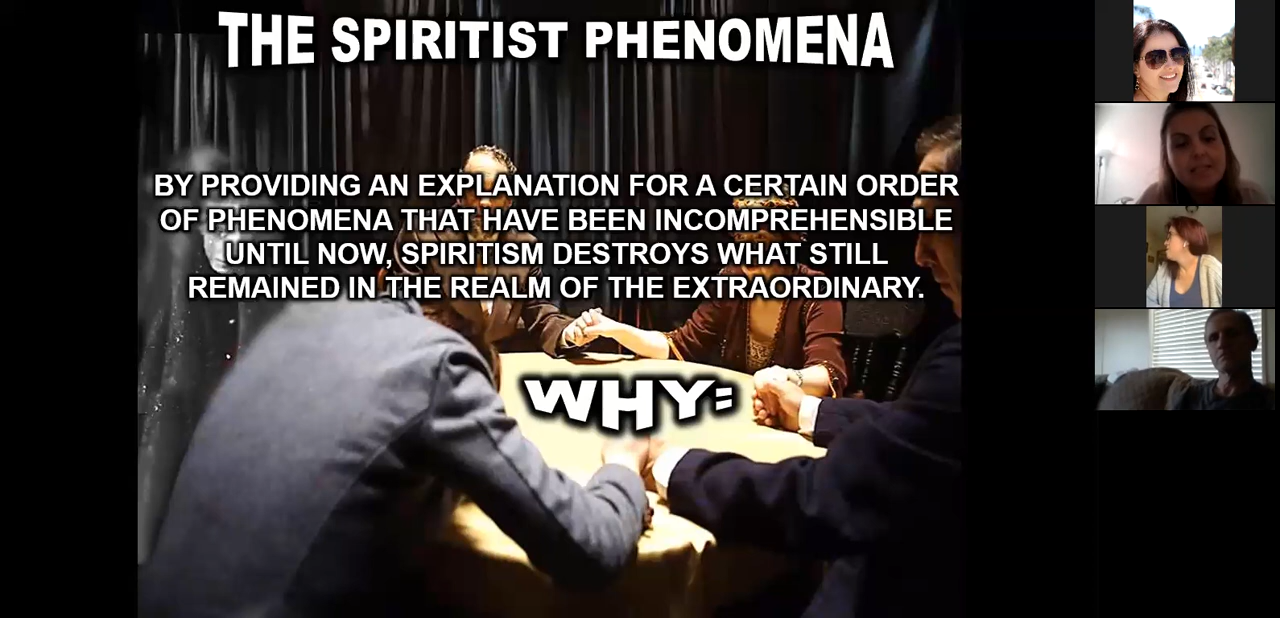 THE SPIRITIST PHENOMENA
BY PROVIDING AN EXPLANATION FOR A CERTAIN ORDER
OF PHENOMENA THAT HAVE BEEN INCOMPREHENSIBLE
UNTIL NOW, SPIRITISM DESTROYS WHAT STILL
REMAINED IN THE REALM OF THE EXTRAORDINARY.
WHY: